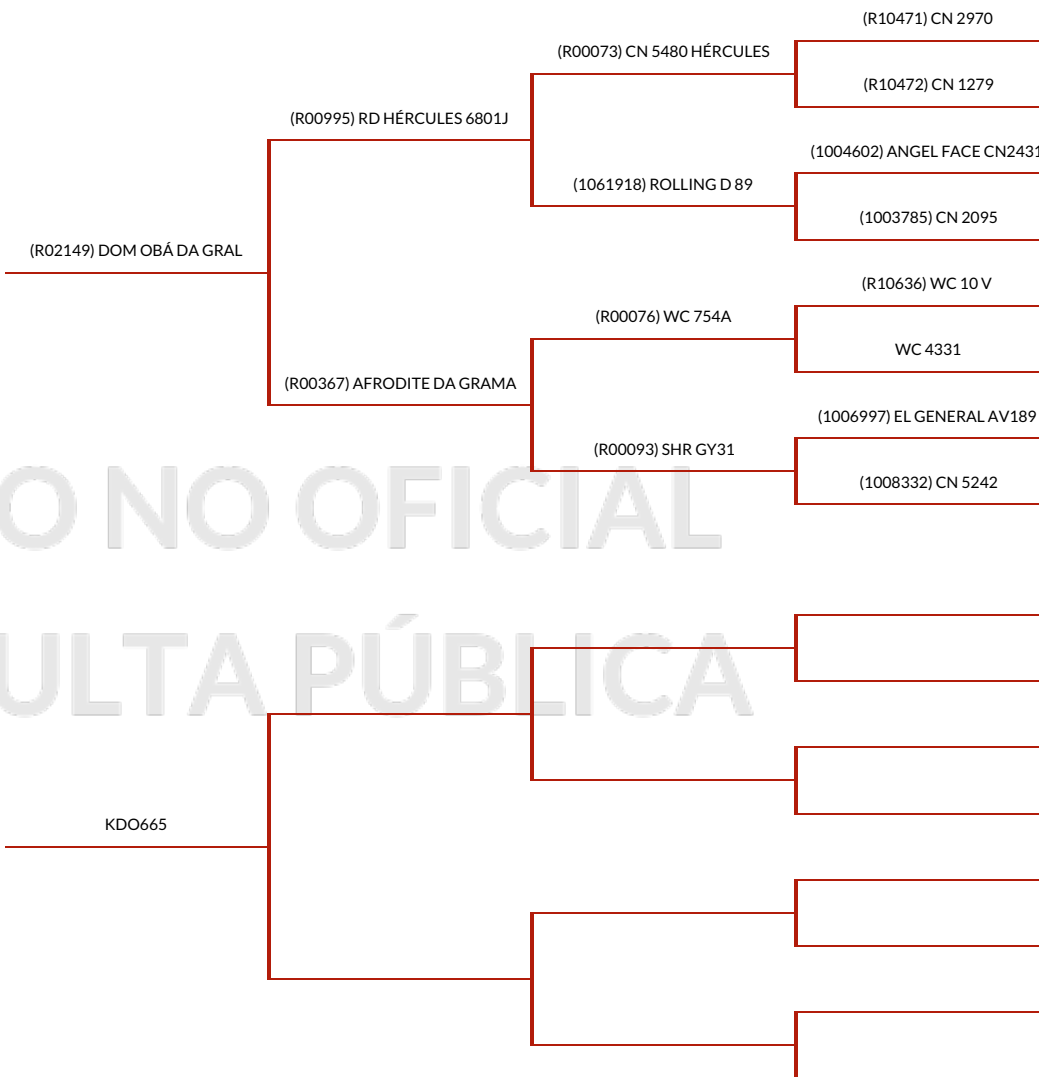 (R10471) CN 2970
(R00073) CN 5480 HÉRCULES
(R10472) CN 1279
(R00995) RD HÉRCULES 6801J
(1004602) ANGEL FACE CN2431
(1061918) ROLLING D 89
(1003785) CN 2095
(R02149) DOM OBÁ DA GRAL
(R10636) WC 10 V
(R00076) WC 754A
WC 4331
(R00367) AFRODITE DA GRAMA
(1006997) EL GENERAL AV189
(R00093) SHR GY31
(1008332) CN 5242
O NO OFICIAL
ULTA PÚBLICA
KDO665